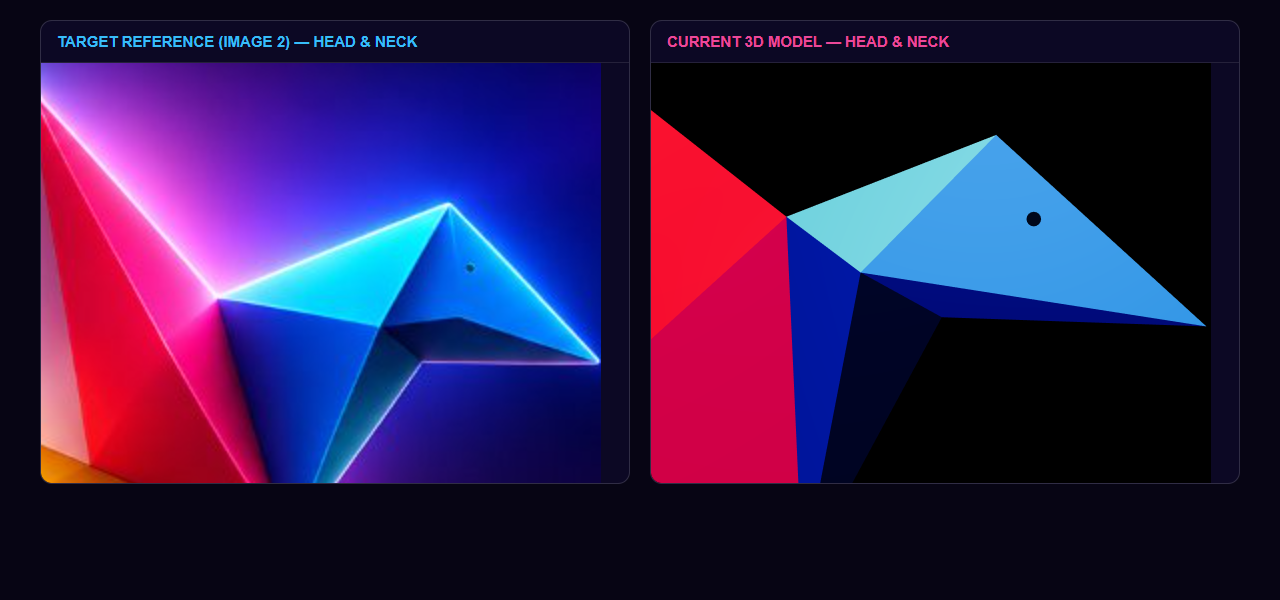 TARGET REFERENCE (IMAGE 2) — HEAD & NECK
CURRENT 3D MODEL — HEAD & NECK